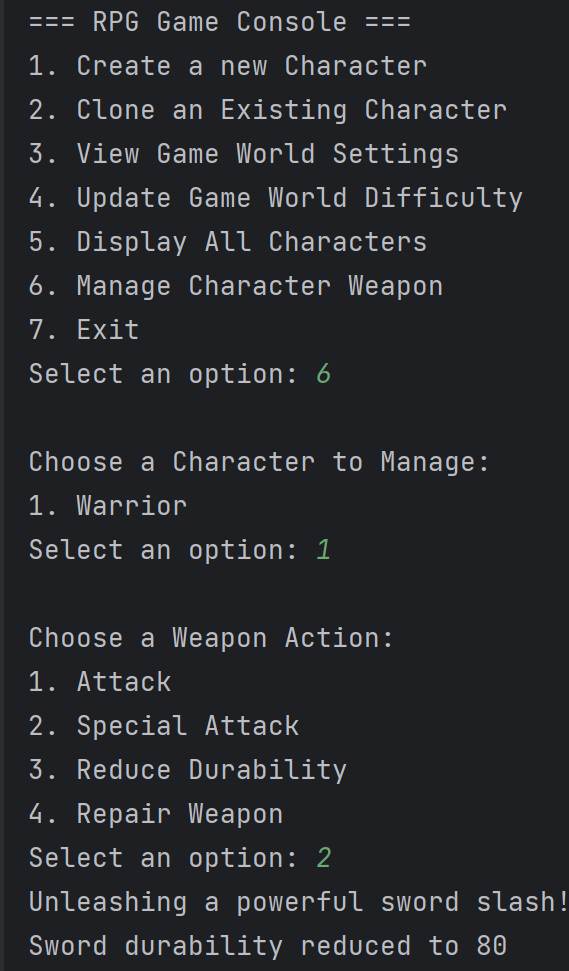 === RPG Game Console ===
1. Create a new Character
2. Clone an Existing Character
3. View Game World Settings
4. Update Game World Difficulty
5. Display All Characters
6. Manage Character Weapon
7. Exit
Select an option: 6
Choose a Character to Manage:
1. Warrior
Select an option: 1
Choose a Weapon Action:
1. Attack
2. Special Attack
3. Reduce Durability
4. Repair Weapon
Select an option: 2
Unleashing a powerful sword slash!
Sword durability reduced to 80